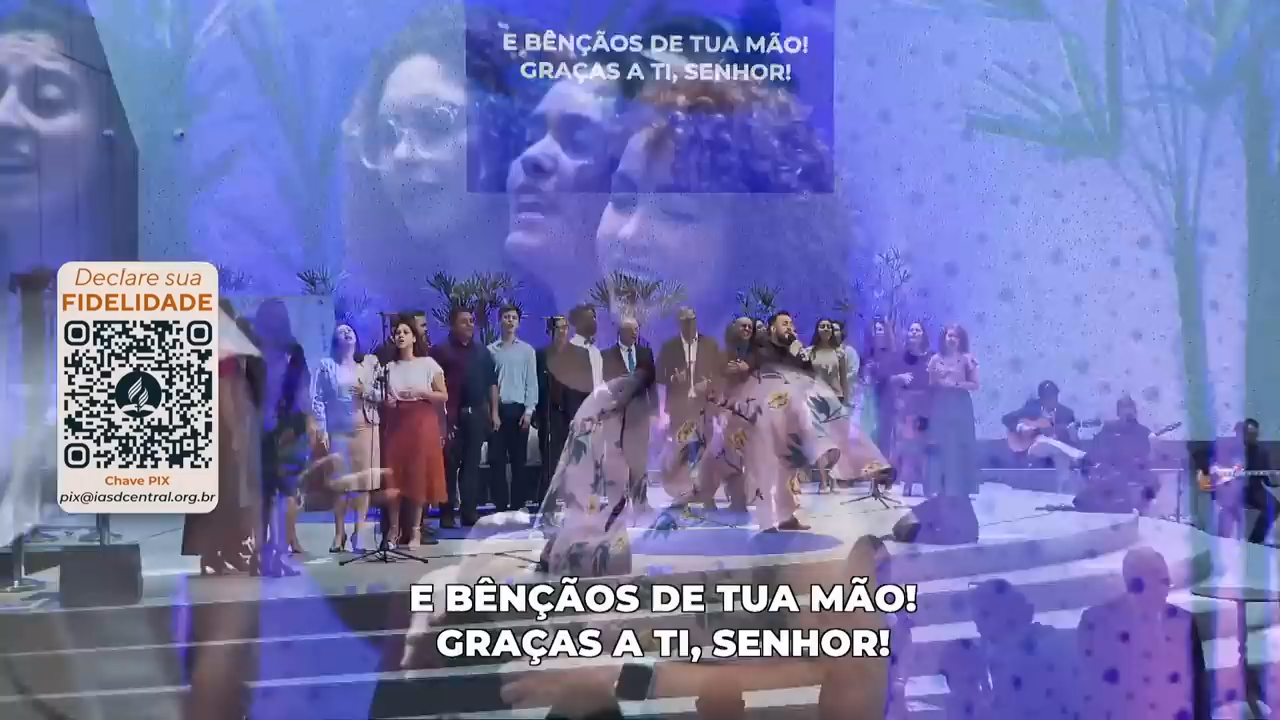 E BÊNÇÃOS DE TUA MÃO!
GRAÇAS A TI, SENHOR!
Declare sua
FIDELIDADE
Chave PIX
pix@iasdcentral.org.br
E BÊNÇÃOS DE TUA MÃO!
GRAÇAS A TI, SENHOR!